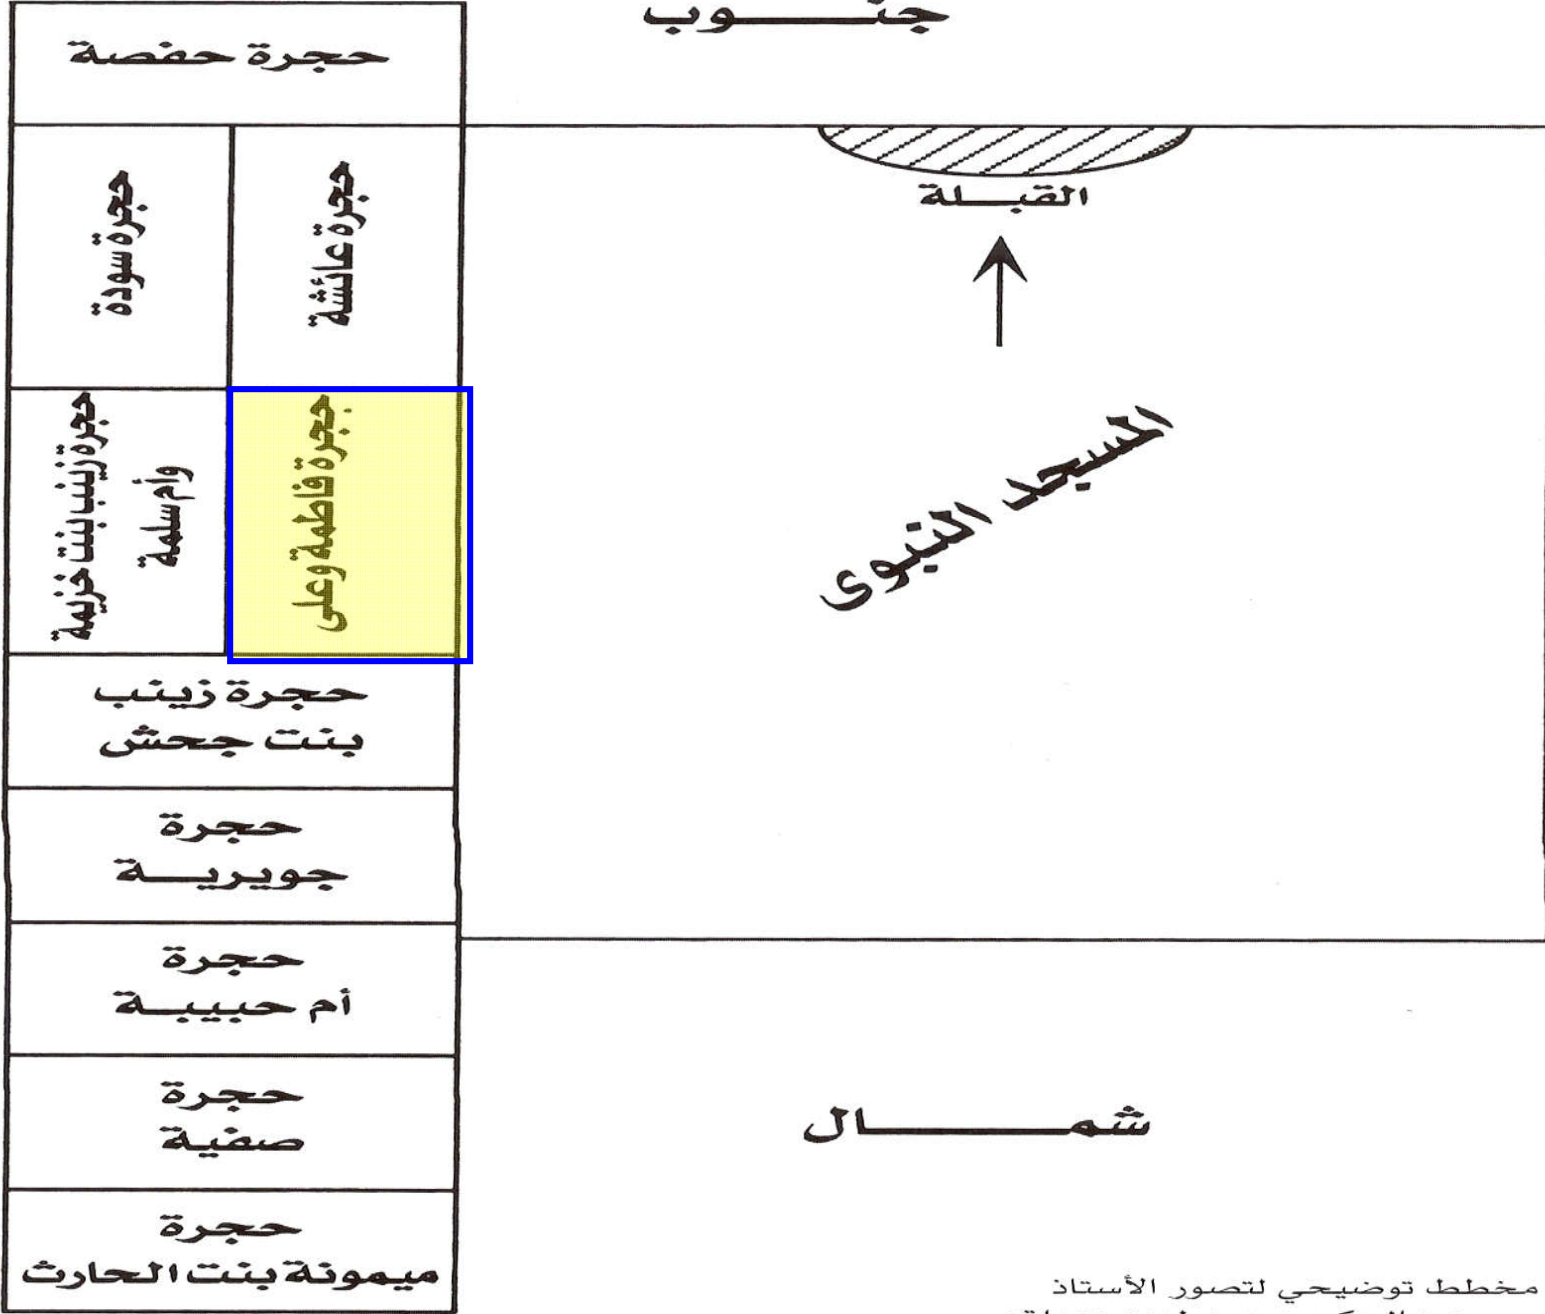 جنوب
حجرة حفصة
القبلة
حجرة عائشة
حجرة سودة
المسجد النبوى
حجرة فاطمة وعلى
حجرة زينب بنت خزيمة
وأم سلمة
حجرة زينب
بنت جحش
حجرة
جويرية
حجرة
أم حبيبة
حجرة
صفية
شمال
حجرة
ميمونة بنت الحارث
مخطط توضيحي لتصور الأستاذ